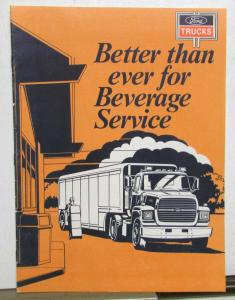 Ford
TRUCKS
Better than
ever for
Beverage
Service